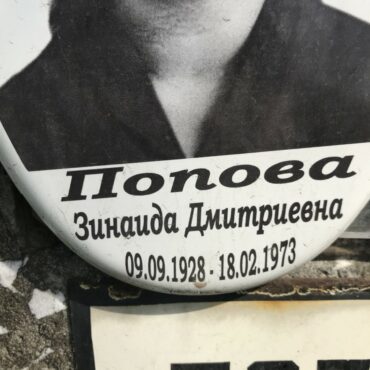 Попова
Зинаида Дмитриевна
09.09.1928 - 18.02.1973